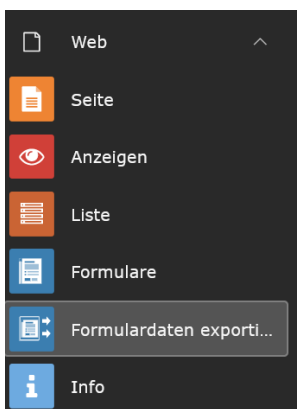 Web
Seite
Anzeigen
Liste
Formulare
Formulardaten exporti...
Info